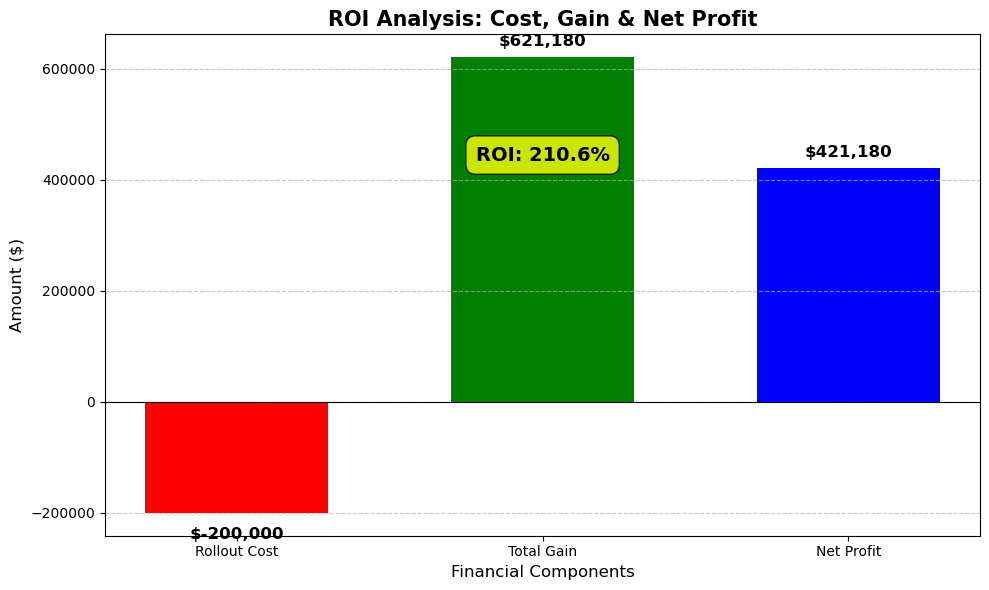 ROI Analysis: Cost, Gain & Net Profit
$621,180
600000
ROI: 210.6%
$421,180
400000
Amount ($)
200000
0
−200000
$-200,000
Rollout Cost
Total Gain
Net Profit
Financial Components